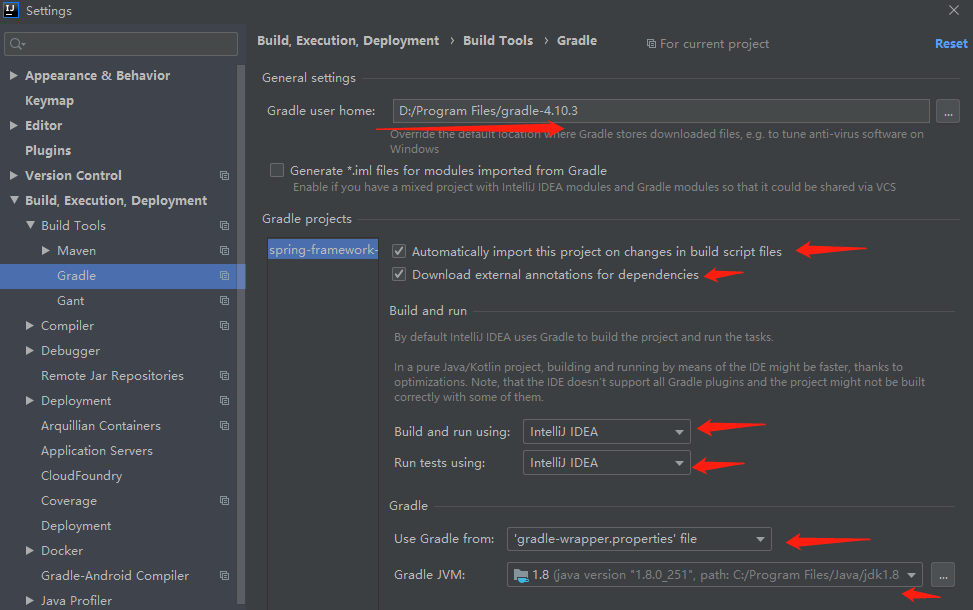 IJ
Settings
Appearance & Behavior
Keymap
Editor
Plugins
Version Control
Build, Execution, Deployment
Build Tools
Maven
Gradle
Gant
Compiler
Debugger
Remote Jar Repositories
Deployment
Arquillian Containers
Application Servers
CloudFoundry
Coverage
Deployment
Docker
Gradle-Android Compiler
Java Profiler
Build, Execution, Deployment › Build Tools › Gradle
For current project
Reset
General settings
Gradle user home: D:/Program Files/gradle-4.10.3 ...
Override the default location where Gradle stores downloaded files, e.g. to tune anti-virus software on
Windows
Generate *.iml files for modules imported from Gradle
Enable if you have a mixed project with IntelliJ IDEA modules and Gradle modules so that it could be shared via VCS
Gradle projects
spring-framework-
Automatically import this project on changes in build script files
Download external annotations for dependencies
Build and run
By default IntelliJ IDEA uses Gradle to build the project and run the tasks.
In a pure Java/Kotlin project, building and running by means of the IDE might be faster, thanks to
optimizations. Note, that the IDE doesn't support all Gradle plugins and the project might not be built
correctly with some of them.
Build and run using: IntelliJ IDEA
Run tests using: IntelliJ IDEA
Gradle
Use Gradle from: 'gradle-wrapper.properties' file
Gradle JVM: 1.8 (java version "1.8.0_251", path: C:/Program Files/Java/jdk1.8 ...